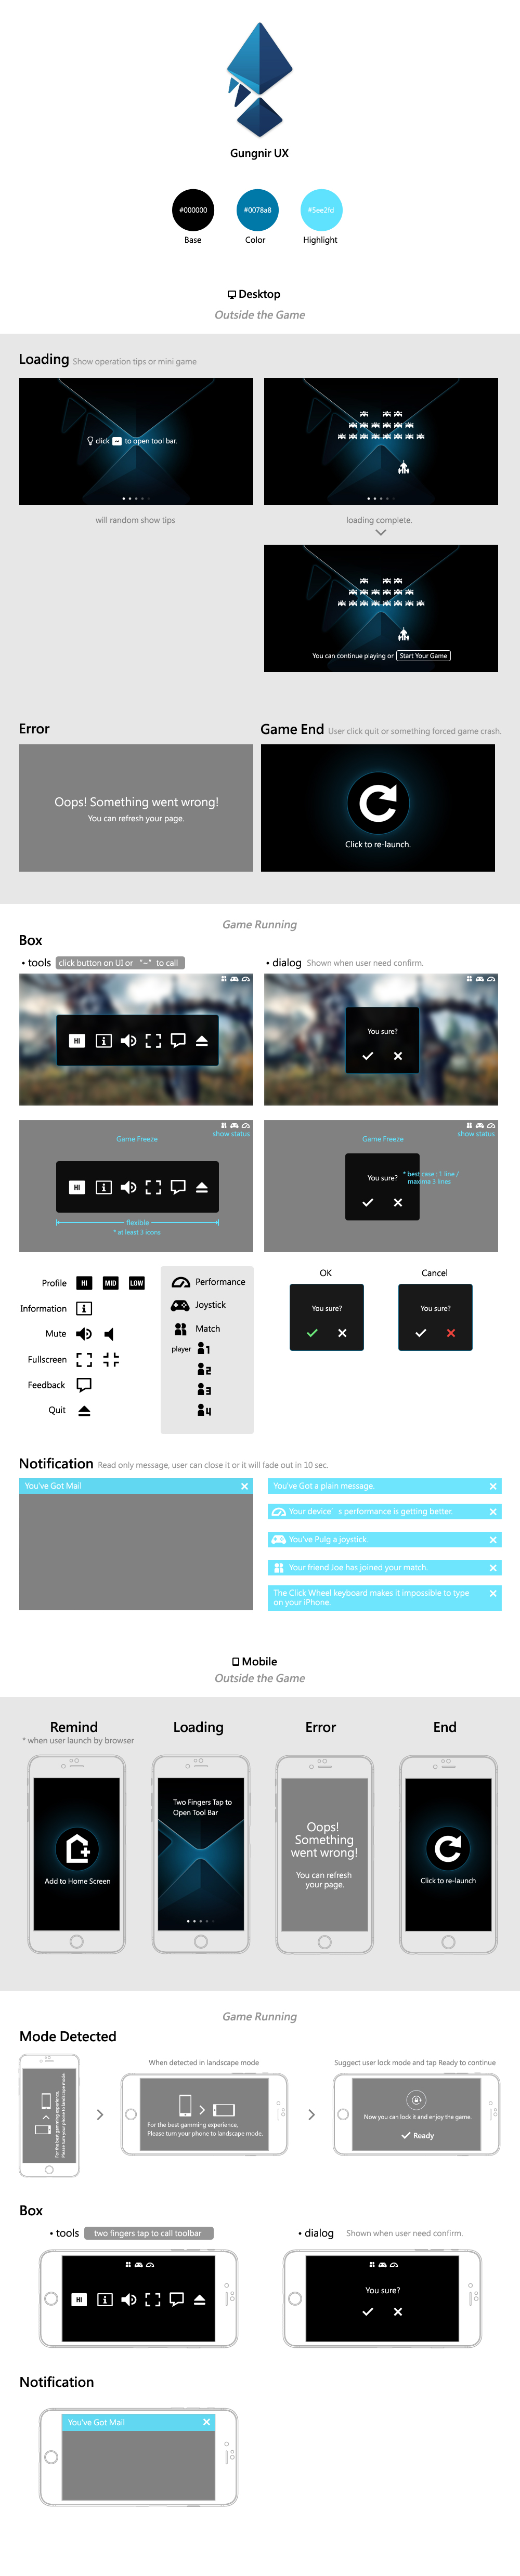 Gungnir UX
#000000
#0078a8
#5ee2fd
Base
Color
Highlight
Desktop
Outside the Game
Loading Show operation tips or mini game
click ~ to open tool bar.
will random show tips
loading complete.
You can continue playing or Start Your Game
Error
Oops! Something went wrong!
You can refresh your page.
Game End User click quit or something forced game crash.
Click to re-launch.
Game Running
Box
• tools click button on UI or "~" to call
HI
• dialog Shown when user need confirm.
You sure?
Game Freeze
show status
HI
flexible
* at least 3 icons
Game Freeze
show status
You sure?
* best case : 1 line /
maxima 3 lines
Profile HI MID LOW
Information
Mute
Fullscreen
Feedback
Quit
Performance
Joystick
Match
player 1
2
3
4
OK
You sure?
Cancel
You sure?
Notification Read only message, user can close it or it will fade out in 10 sec.
You've Got Mail
You've Got a plain message.
Your device's performance is getting better.
You've Pulg a joystick.
Your friend Joe has joined your match.
The Click Wheel keyboard makes it impossible to type
on your iPhone.
Mobile
Outside the Game
Remind
* when user launch by browser
Add to Home Screen
Loading
Two Fingers Tap to
Open Tool Bar
Error
Oops!
Something
went wrong!
You can refresh
your page.
End
Click to re-launch
Game Running
Mode Detected
For the best gamming experience,
Please turn your phone to landscape mode.
When detected in landscape mode
For the best gamming experience,
Please turn your phone to landscape mode.
Suggest user lock mode and tap Ready to continue
Now you can lock it and enjoy the game.
Ready
Box
• tools two fingers tap to call toolbar
HI
• dialog Shown when user need confirm.
You sure?
Notification
You've Got Mail